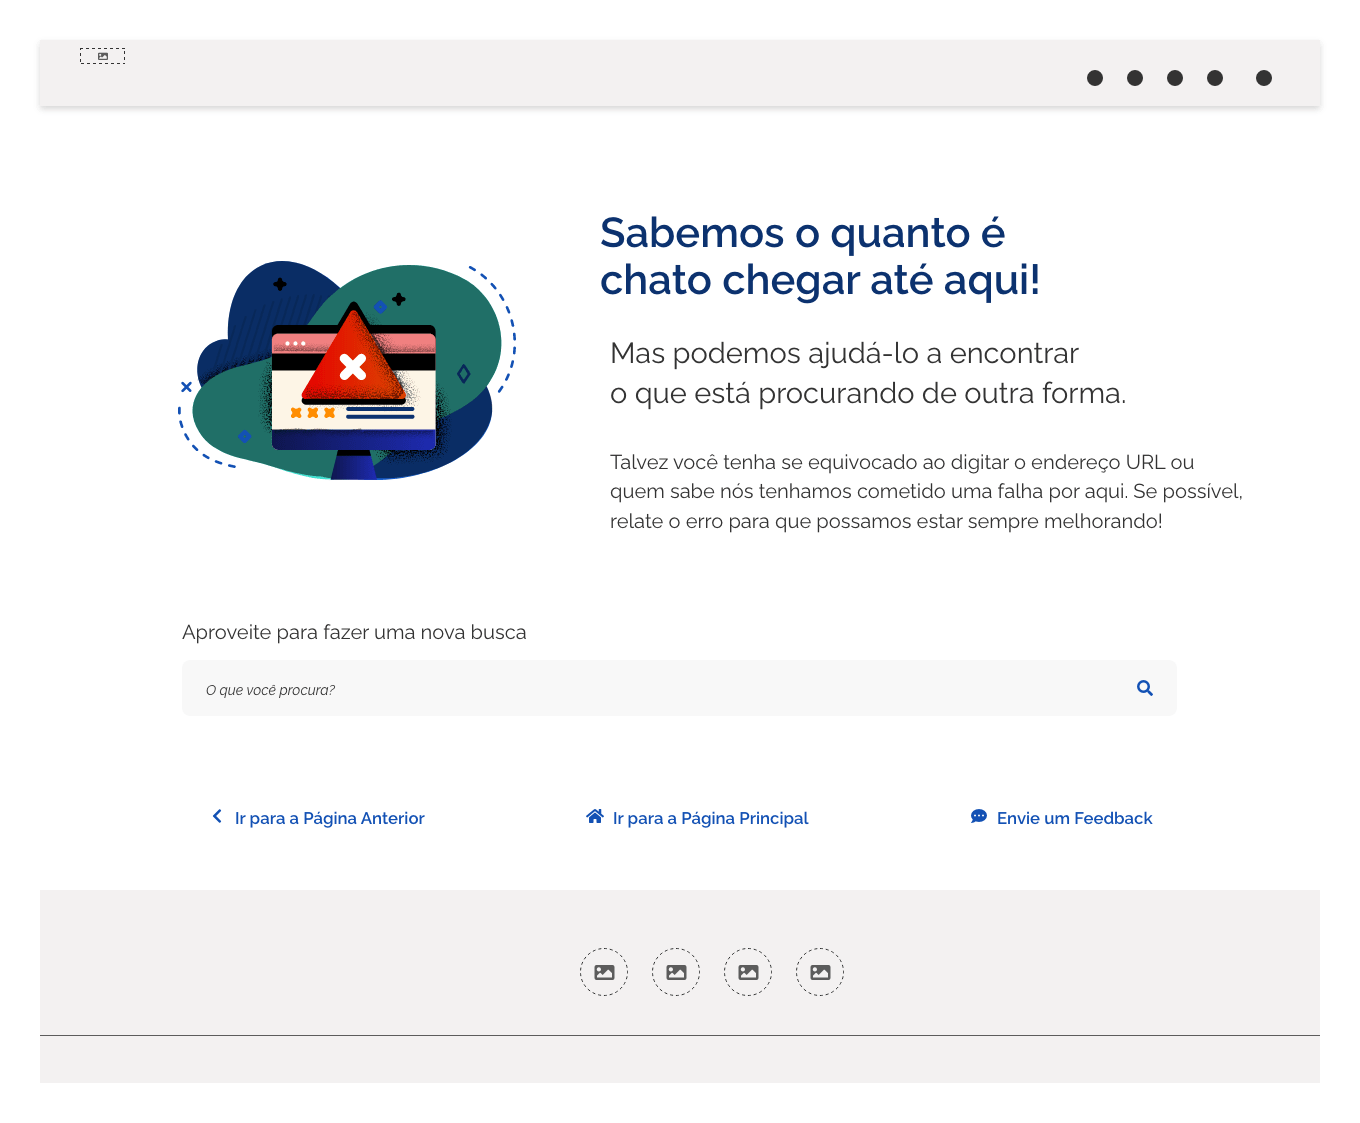 Sabemos o quanto é
chato chegar até aqui!
Mas podemos ajudá-lo a encontrar
o que está procurando de outra forma.
Talvez você tenha se equivocado ao digitar o endereço URL ou
quem sabe nós tenhamos cometido uma falha por aqui. Se possível,
relate o erro para que possamos estar sempre melhorando!
Aproveite para fazer uma nova busca
O que você procura?
Ir para a Página Anterior
Ir para a Página Principal
Envie um Feedback